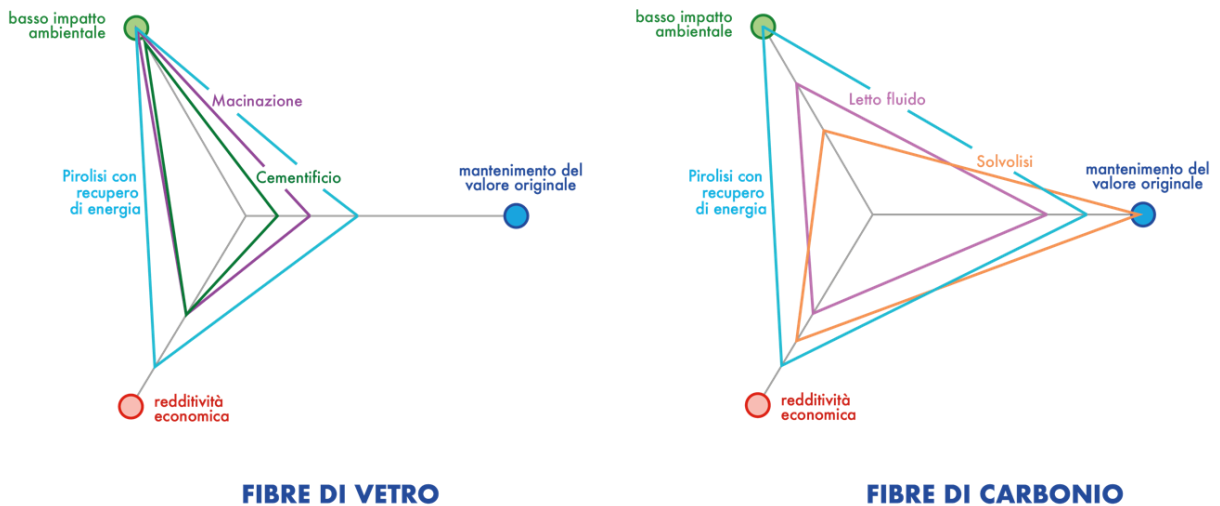 basso impatto
ambientale
Macinazione
Pirolisi con
recupero
di energia
Cementificio
mantenimento del
valore originale
redditività
economica
FIBRE DI VETRO
basso impatto
ambientale
Letto fluido
Solvolisi
Pirolisi con
recupero
di energia
mantenimento del
valore originale
redditività
economica
FIBRE DI CARBONIO